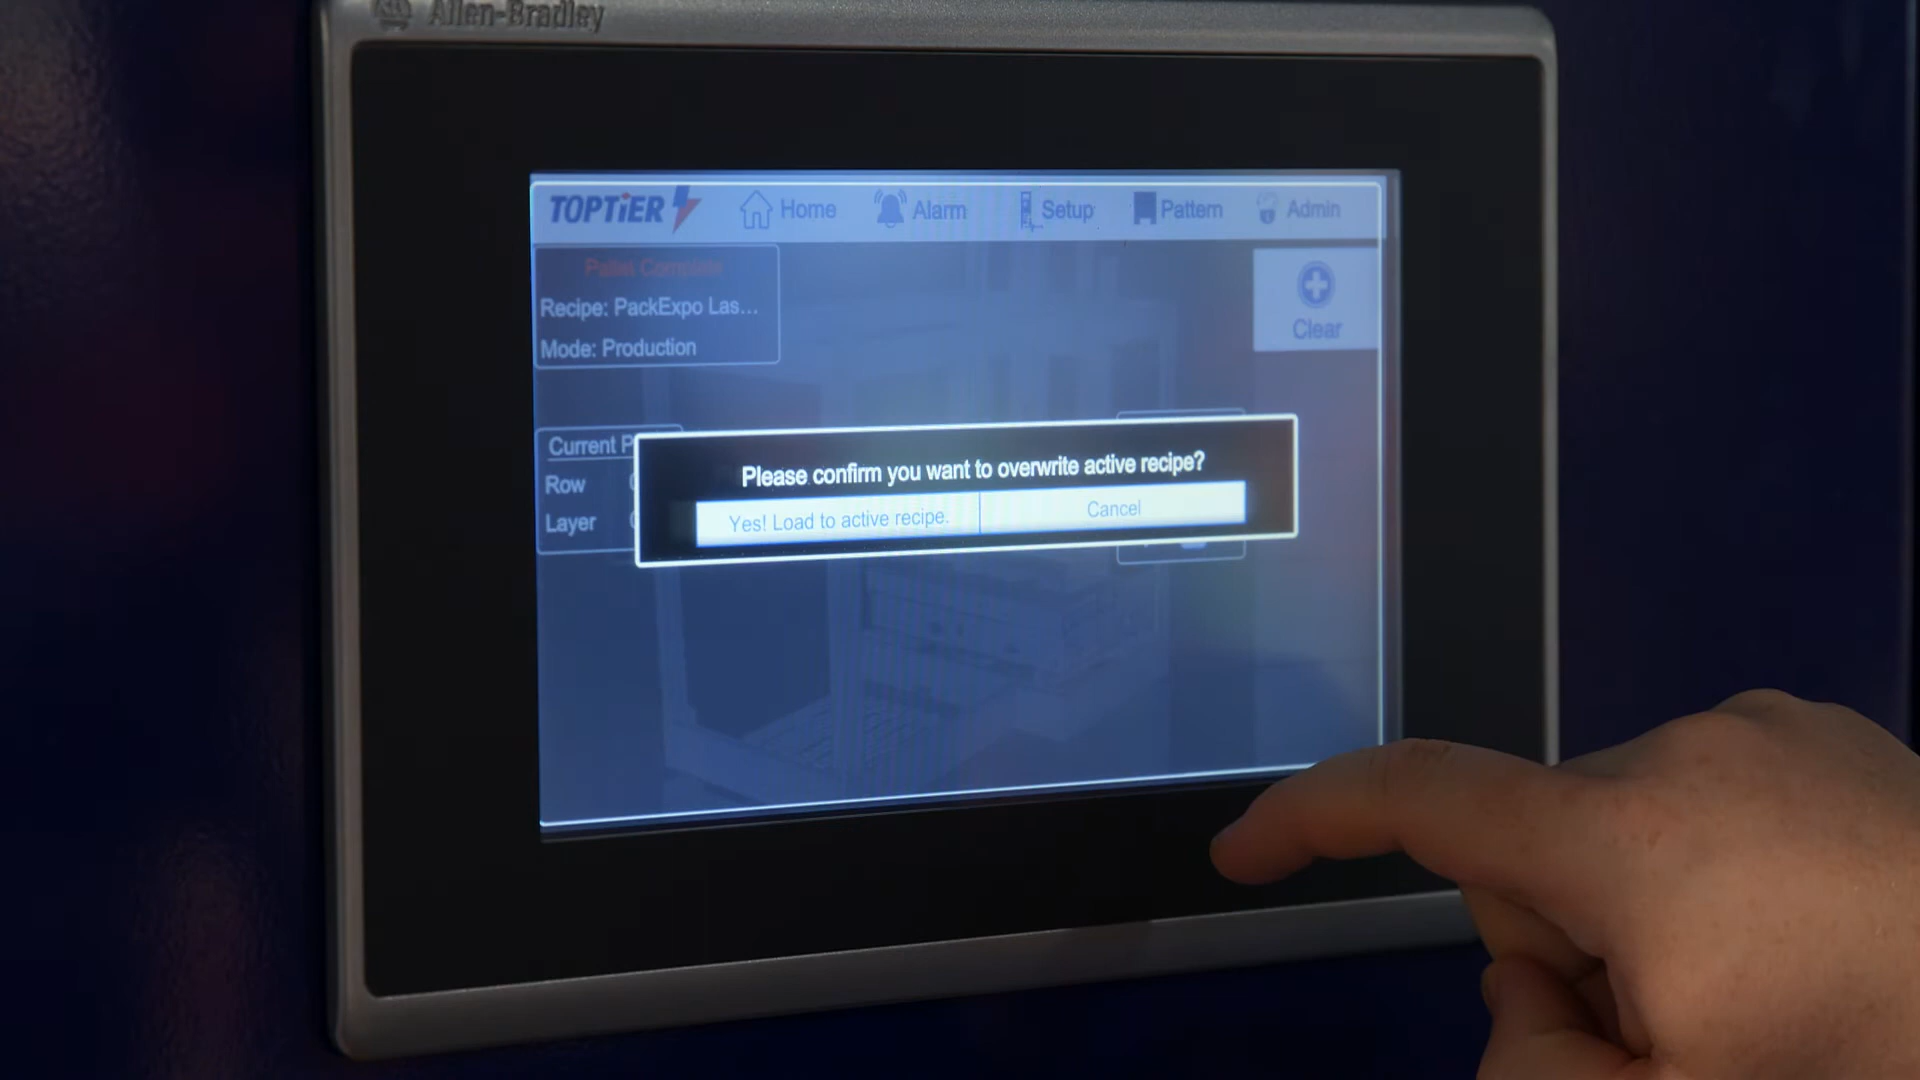 Allen-Bradley
TOPTiER Home Alarm Setup Pattern Admin
Pallet Complete
Recipe: PackExpo Las...
Mode: Production
Clear
Current P
Row
Layer
Please confirm you want to overwrite active recipe?
Yes! Load to active recipe. Cancel